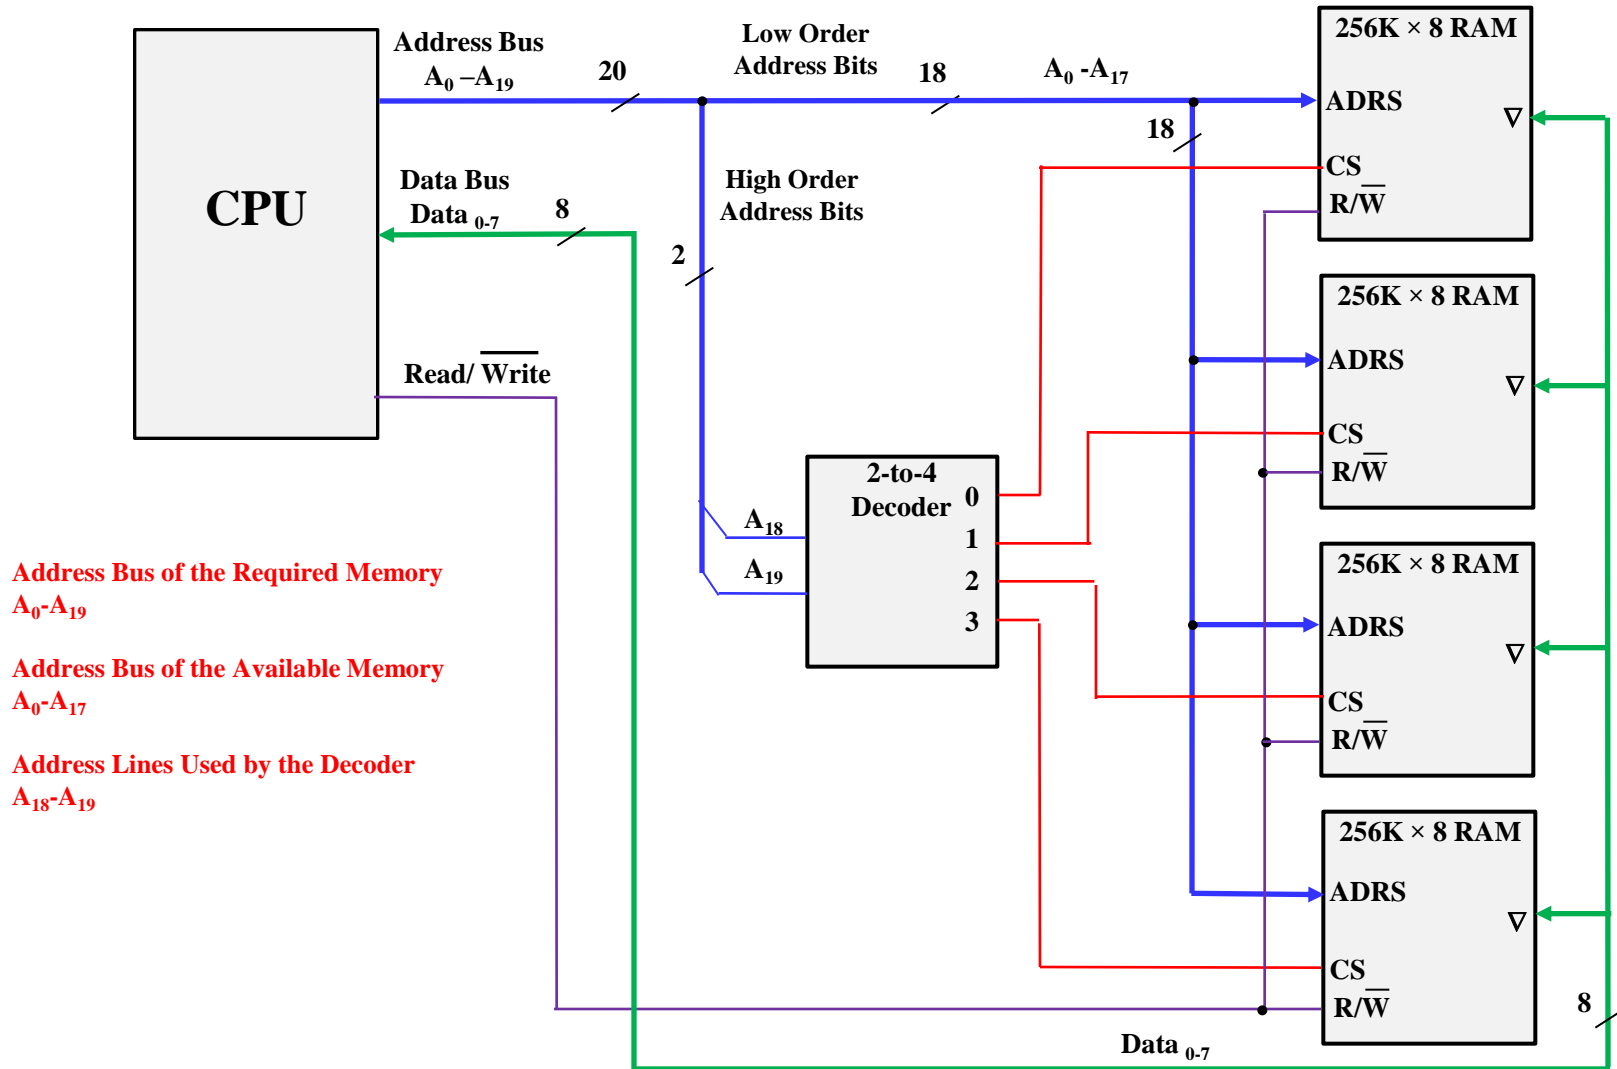 CPU
Address Bus
A₀ –A₁₉
20
Low Order
Address Bits
18
A₀ -A₁₇
18
Data Bus
Data ₀₋₇
8
High Order
Address Bits
2
Read/ W̅r̅i̅t̅e̅
2-to-4
Decoder
0
1
2
3
A₁₈
A₁₉
256K × 8 RAM
ADRS
CS
R/W̅
256K × 8 RAM
ADRS
CS
R/W̅
256K × 8 RAM
ADRS
CS
R/W̅
256K × 8 RAM
ADRS
CS
R/W̅
8
Data ₀₋₇
Address Bus of the Required Memory
A₀-A₁₉
Address Bus of the Available Memory
A₀-A₁₇
Address Lines Used by the Decoder
A₁₈-A₁₉